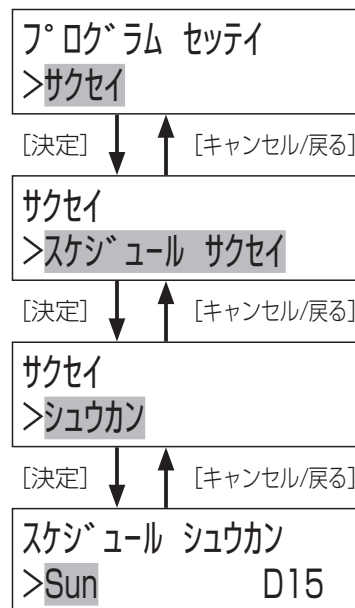 プログラム セッテイ
>サクセイ
[決定] [キャンセル/戻る]
サクセイ
>スケジュール サクセイ
[決定] [キャンセル/戻る]
サクセイ
>シュウカン
[決定] [キャンセル/戻る]
スケジュール シュウカン
>Sun D15